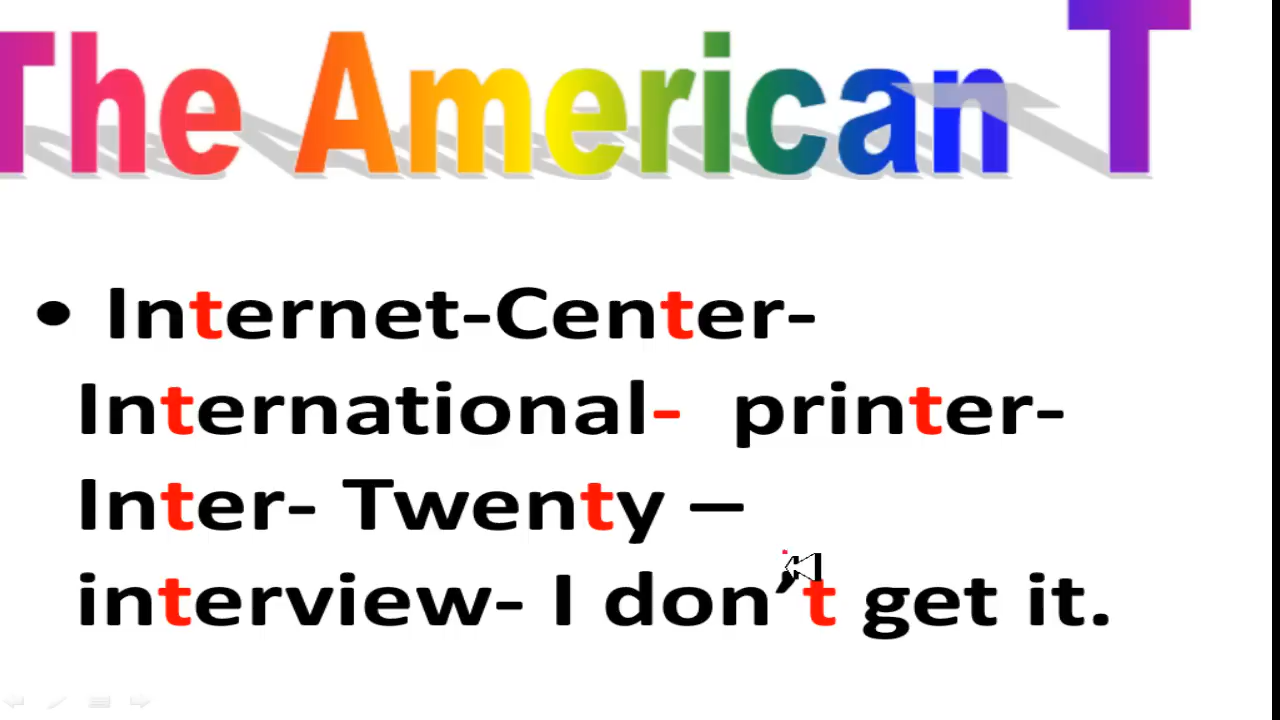 The American T
• Internet-Center-
International- printer-
Inter- Twenty –
interview- I don’t get it.